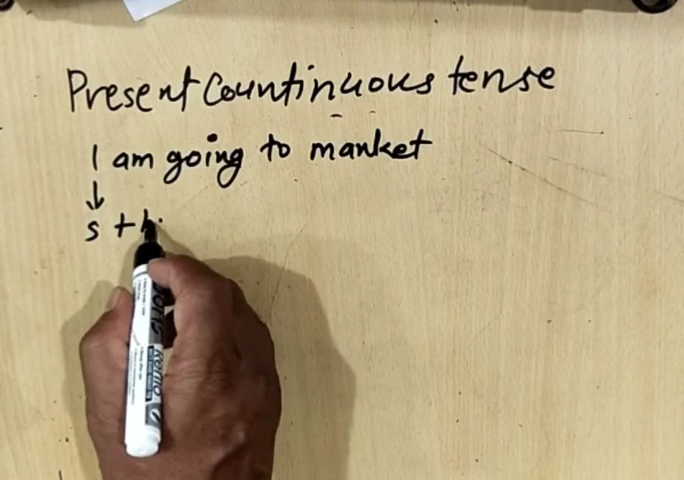 Present Countinuous tense
I am going to manket
↓
s + h